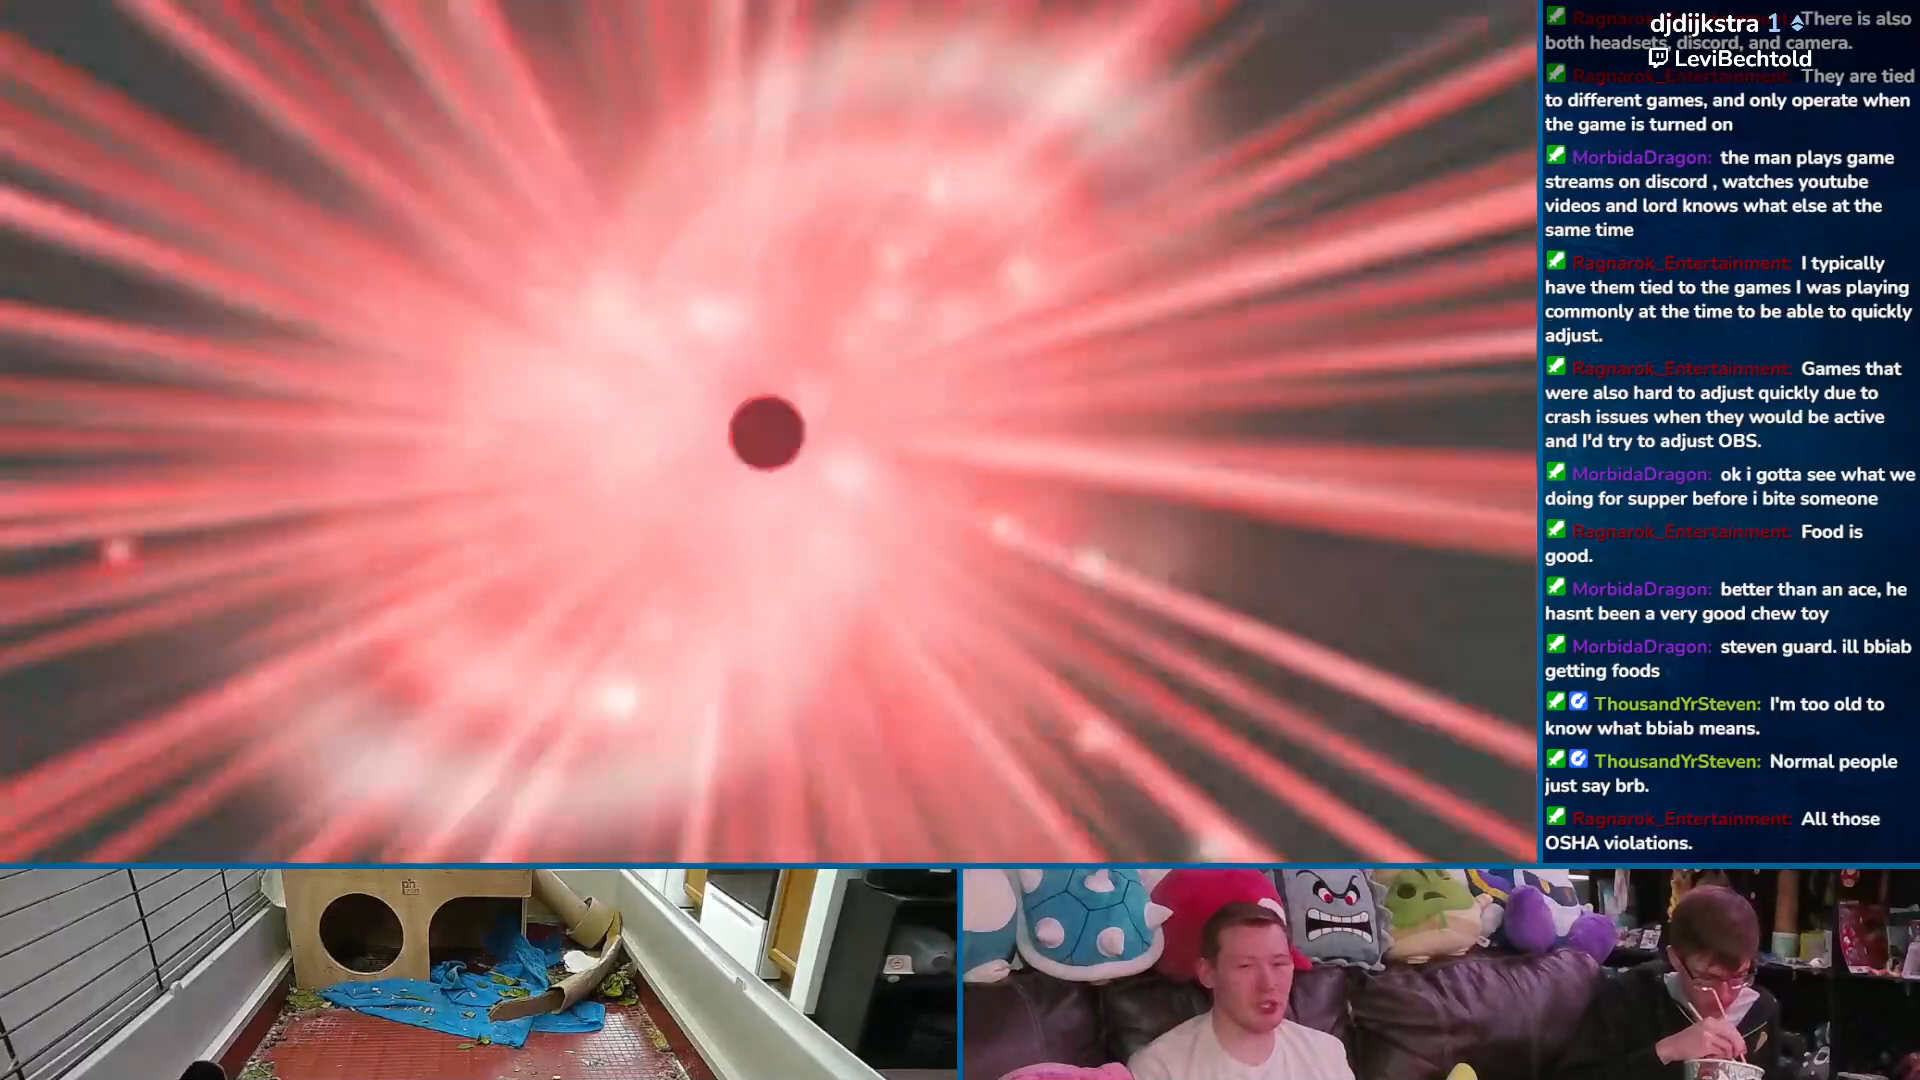 djdijkstra 1
LeviBechtold
Ragnarok_Entertainment: There is also
both headsets, discord, and camera.
Ragnarok_Entertainment: They are tied
to different games, and only operate when
the game is turned on
MorbidaDragon: the man plays game
streams on discord , watches youtube
videos and lord knows what else at the
same time
Ragnarok_Entertainment: I typically
have them tied to the games I was playing
commonly at the time to be able to quickly
adjust.
Ragnarok_Entertainment: Games that
were also hard to adjust quickly due to
crash issues when they would be active
and I'd try to adjust OBS.
MorbidaDragon: ok i gotta see what we
doing for supper before i bite someone
Ragnarok_Entertainment: Food is
good.
MorbidaDragon: better than an ace, he
hasnt been a very good chew toy
MorbidaDragon: steven guard. ill bbiab
getting foods
ThousandYrSteven: I'm too old to
know what bbiab means.
ThousandYrSteven: Normal people
just say brb.
Ragnarok_Entertainment: All those
OSHA violations.
ph